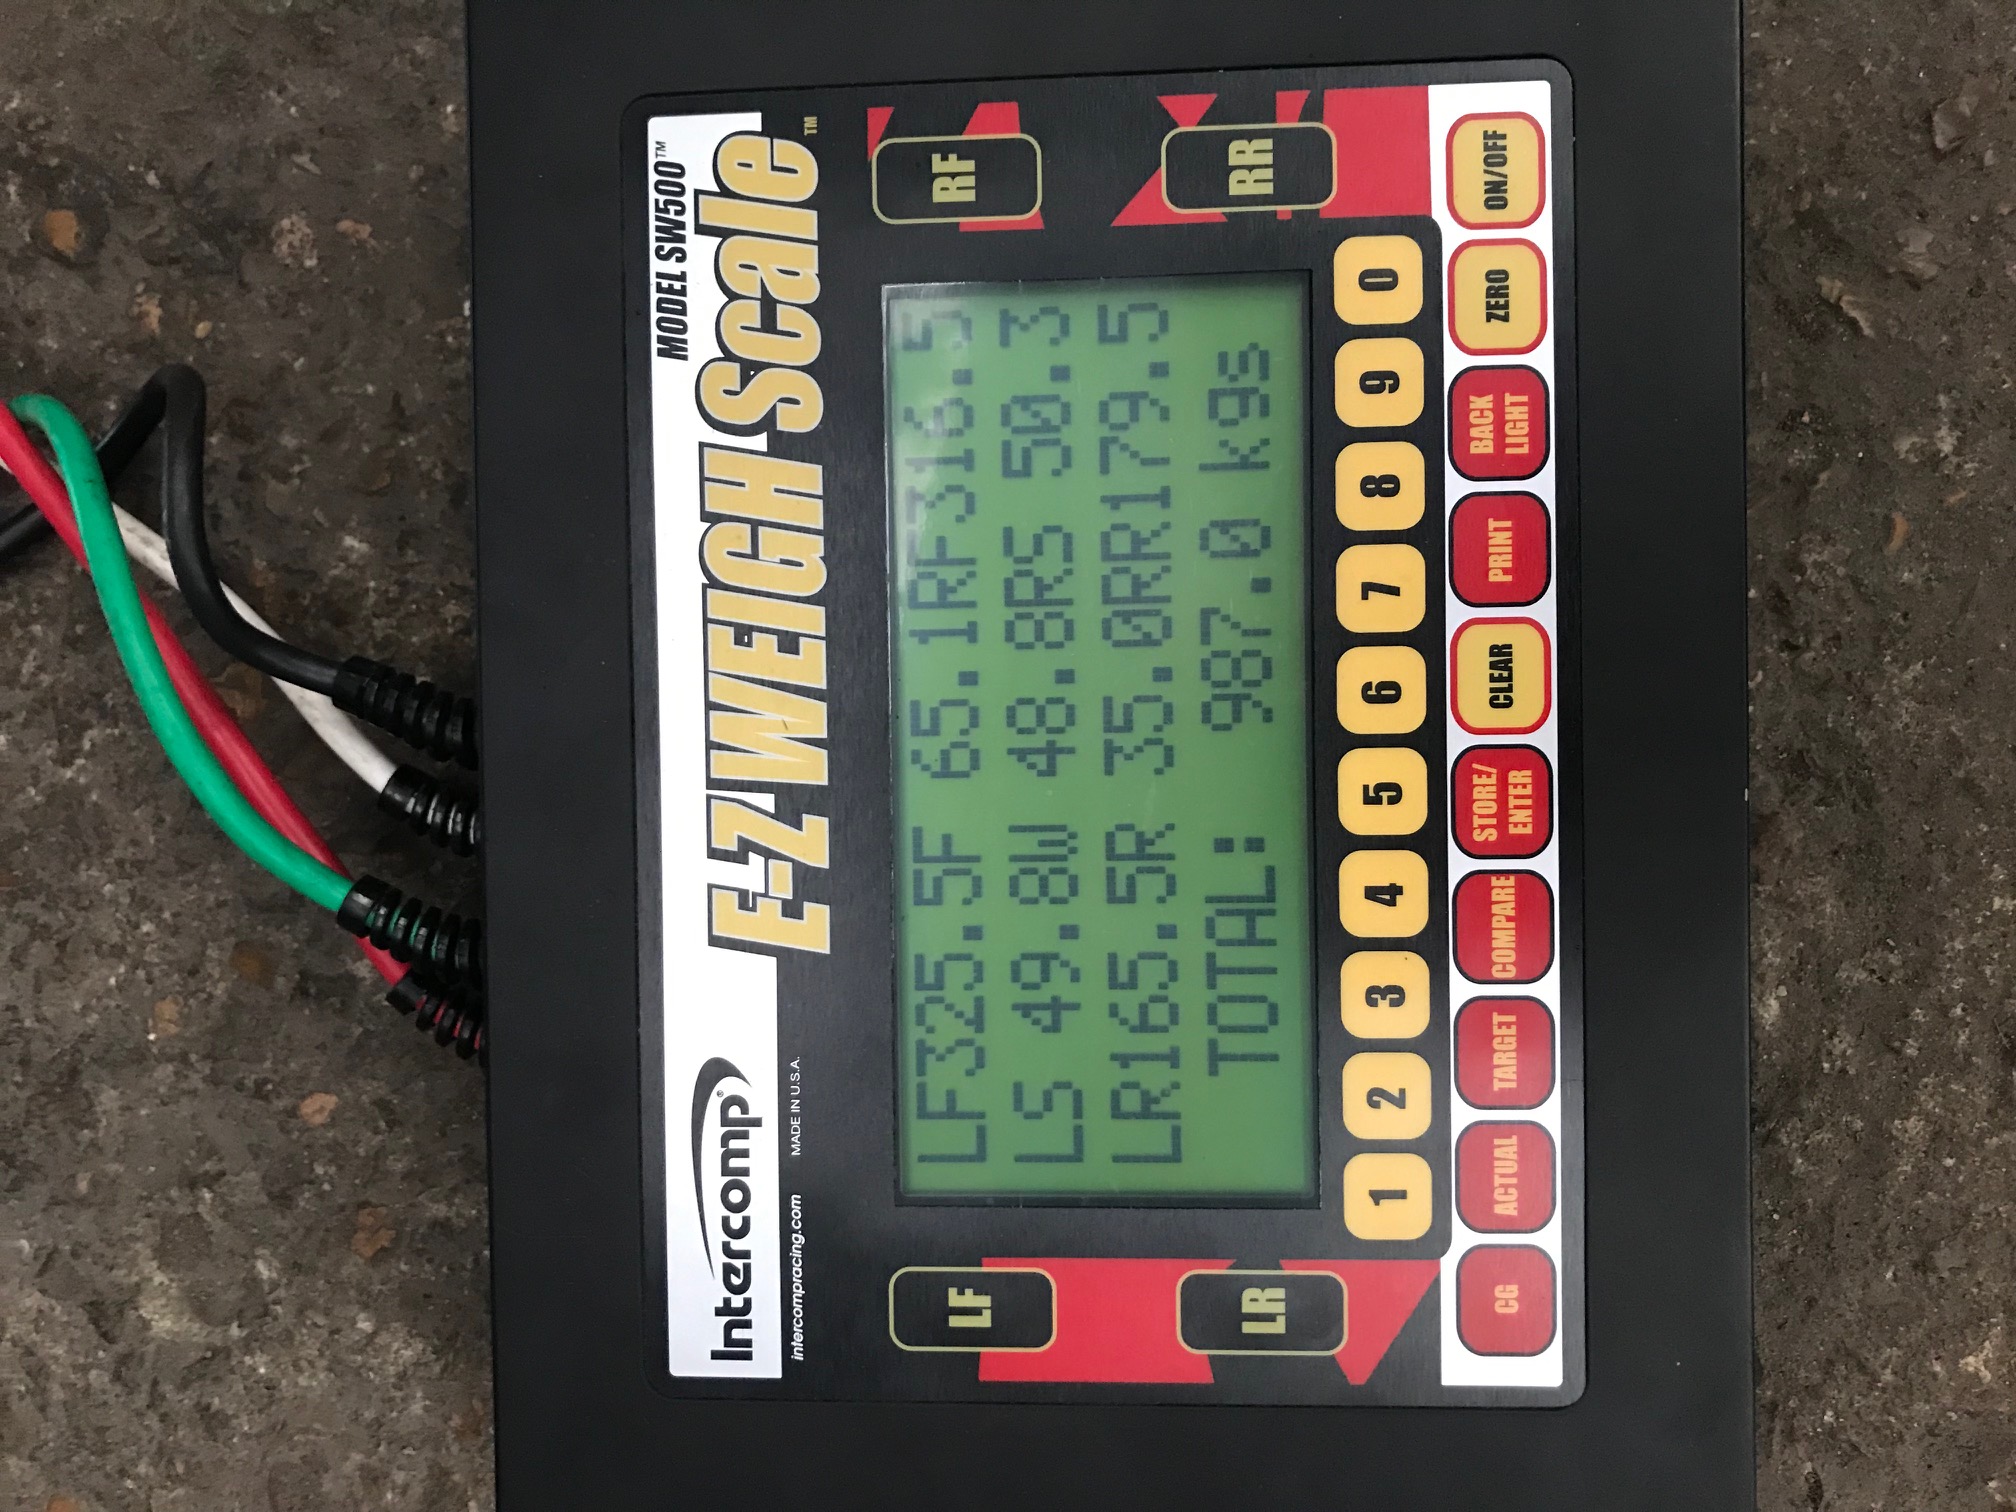 MODEL SW500™
Intercomp®
E-Z WEIGH Scale™
intercompracing.com MADE IN U.S.A.
LF
RF
LF325.5F 65.1RF316.5
LS 49.8W 48.8RS 50.3
LR165.5R 35.0RR179.5
TOTAL: 987.0 kgs
LR
RR
1 2 3 4 5 6 7 8 9 0
CG ACTUAL TARGET COMPARE STORE/ENTER CLEAR PRINT BACK LIGHT ZERO ON/OFF